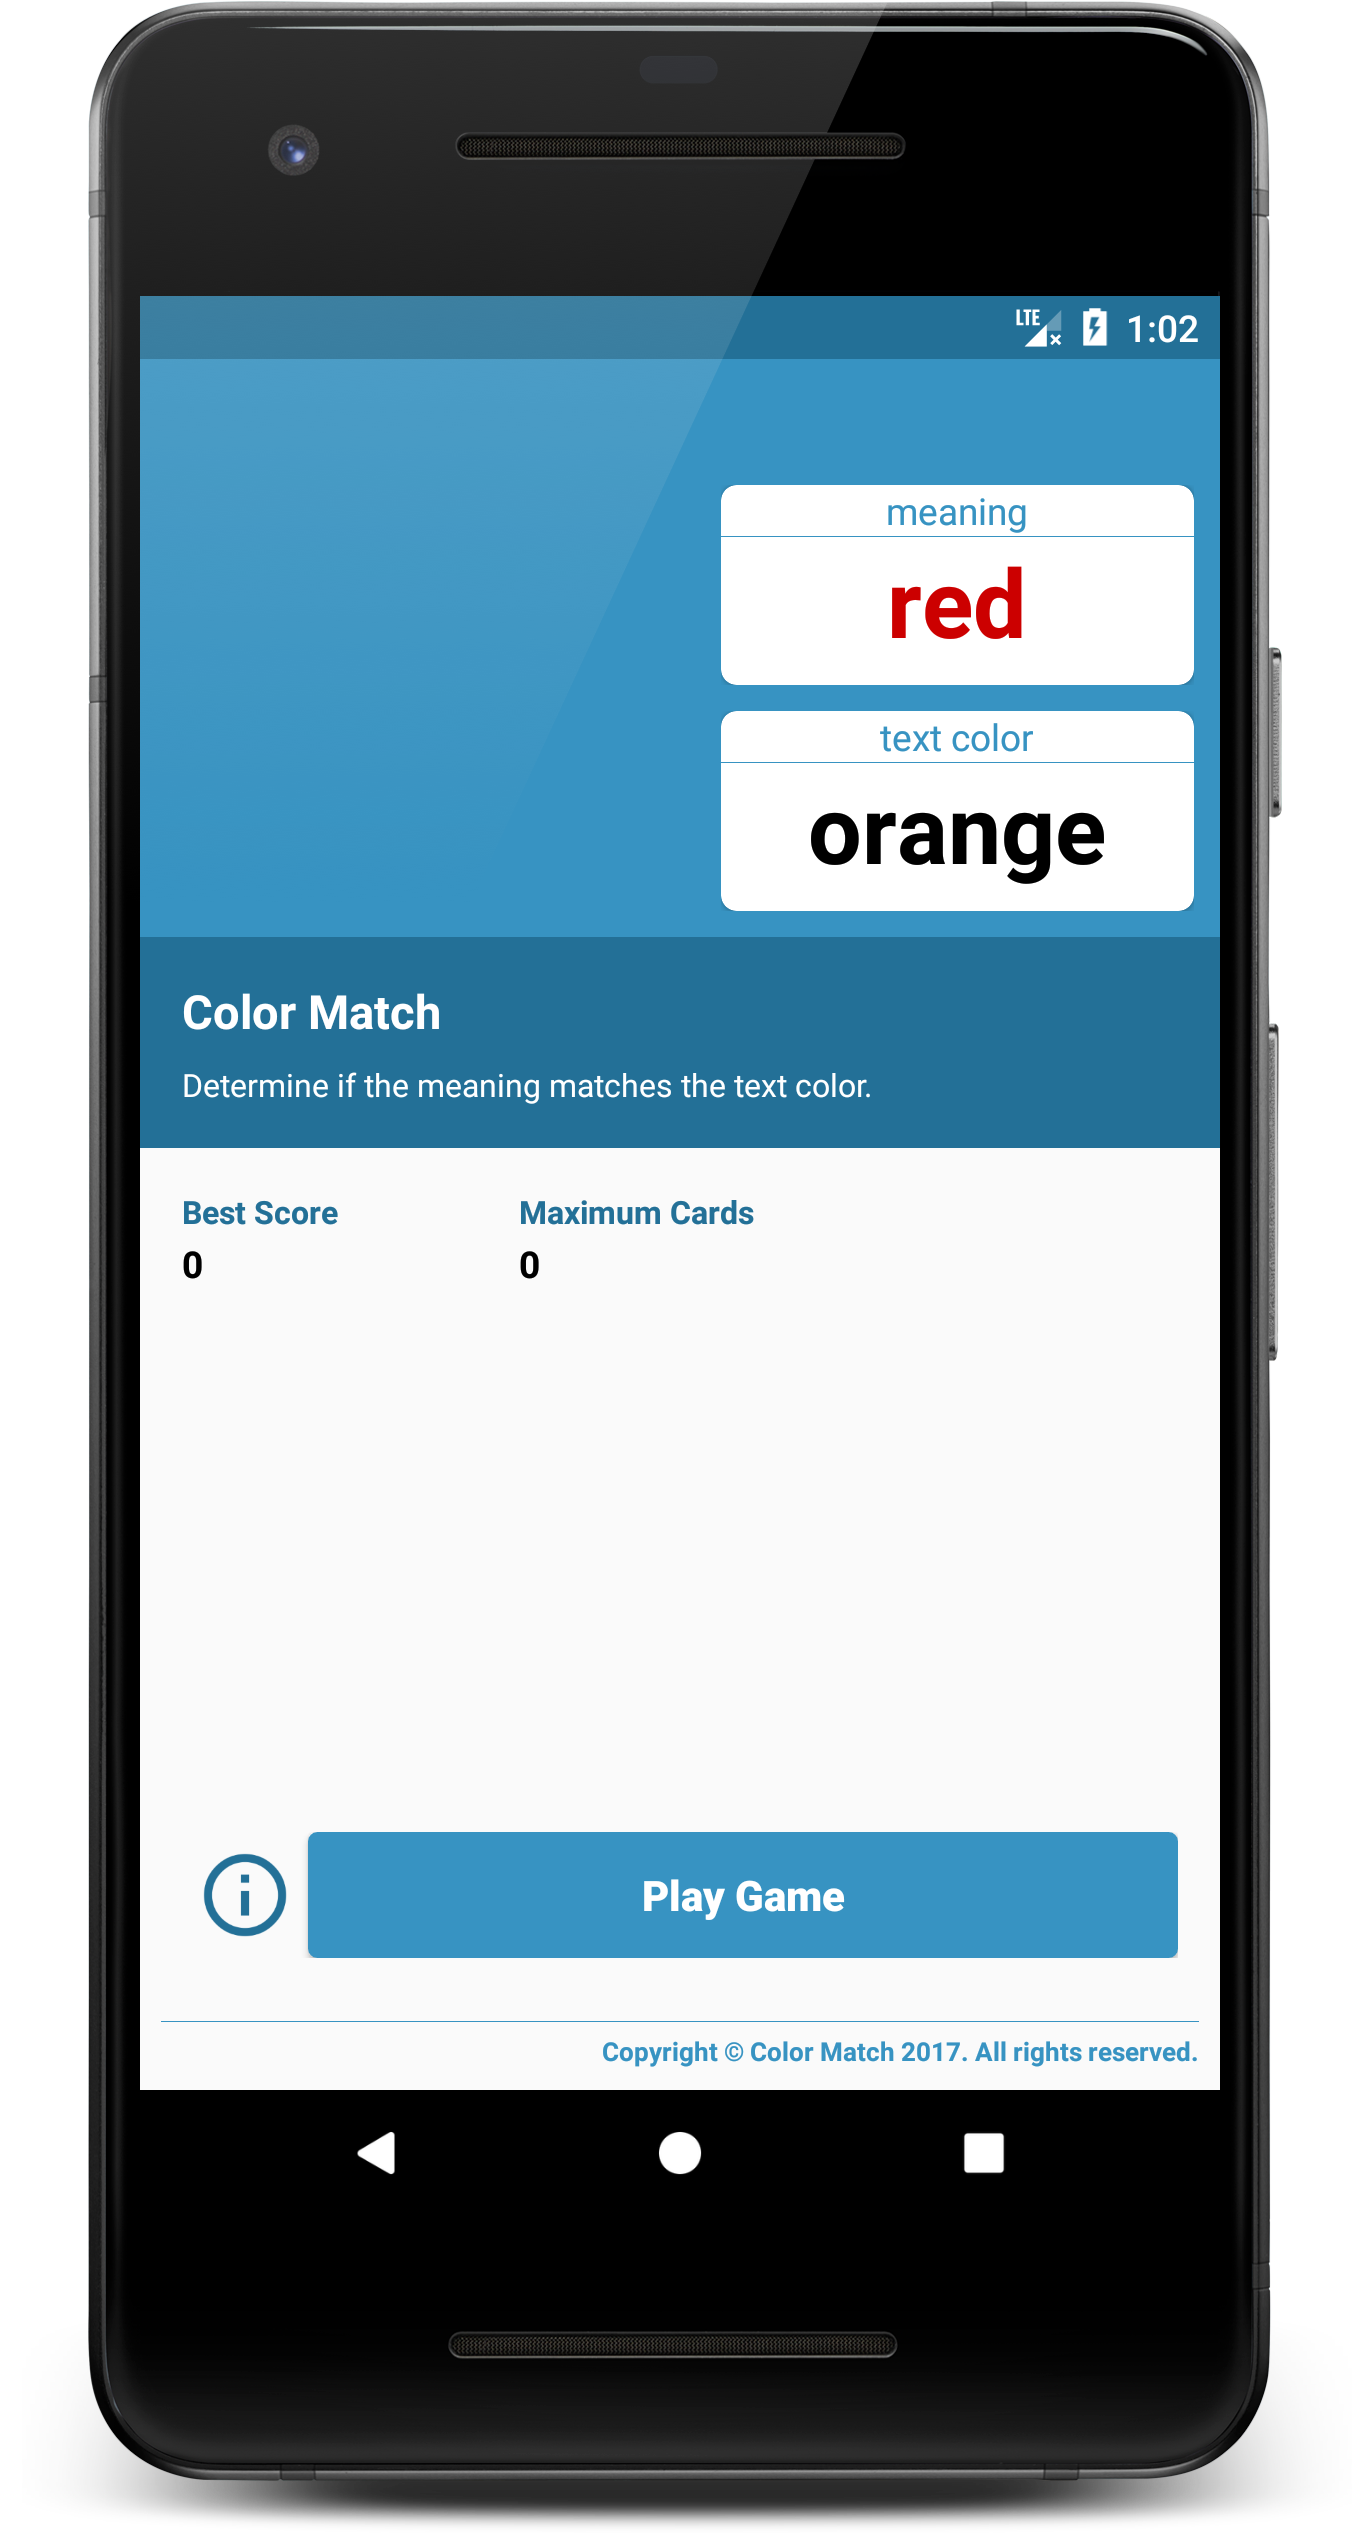 LTE 1:02
meaning
red
text color
orange
Color Match
Determine if the meaning matches the text color.
Best Score Maximum Cards
0 0
Play Game
Copyright © Color Match 2017. All rights reserved.